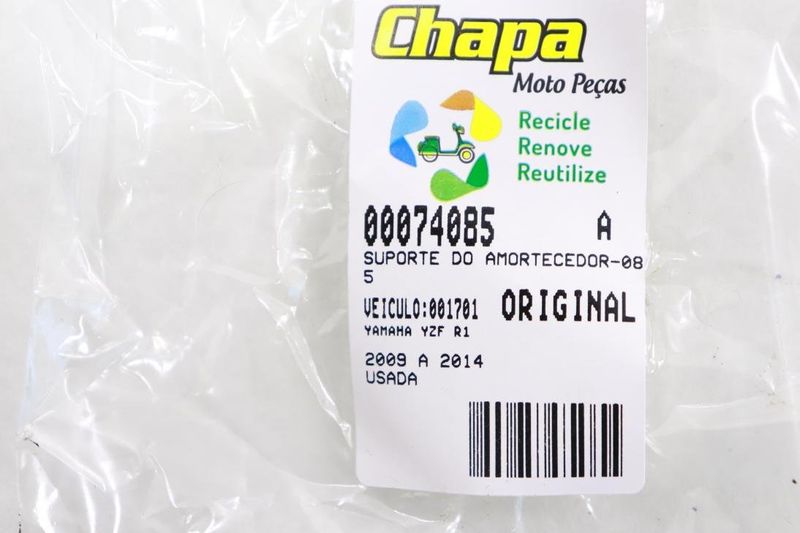 Chapa
Moto Peças
Recicle
Renove
Reutilize
00074085 A
SUPORTE DO AMORTECEDOR-08
5
VEICULO:001701 ORIGINAL
YAMAHA YZF R1
2009 A 2014
USADA